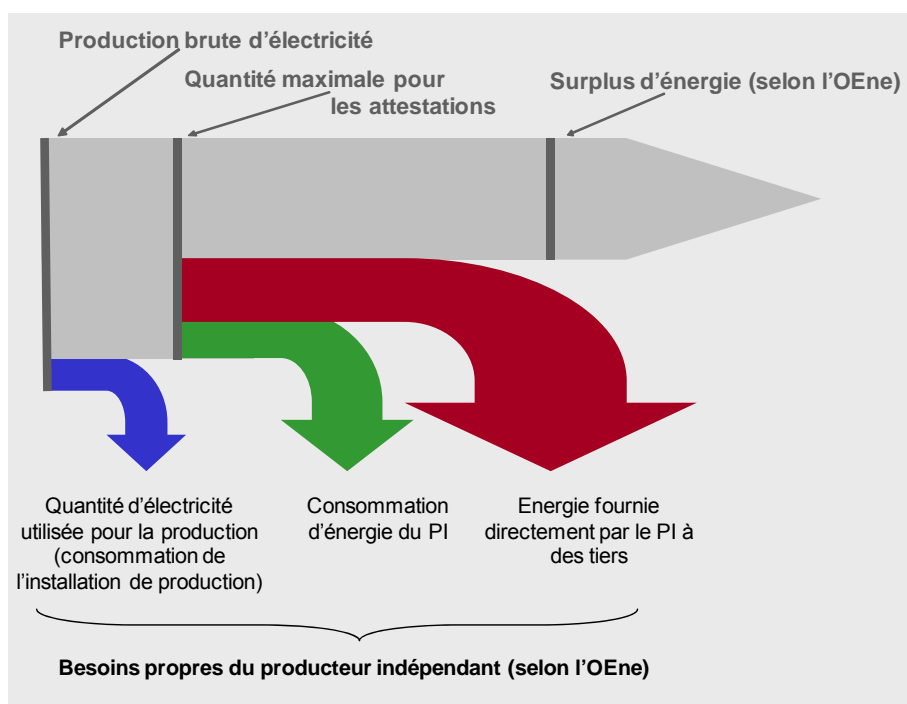 Production brute d’électricité
Quantité maximale pour
les attestations
Surplus d’énergie (selon l’OEne)
Quantité d’électricité
utilisée pour la production
(consommation de
l’installation de production)
Consommation
d’énergie du PI
Energie fournie
directement par le PI à
des tiers
Besoins propres du producteur indépendant (selon l’OEne)